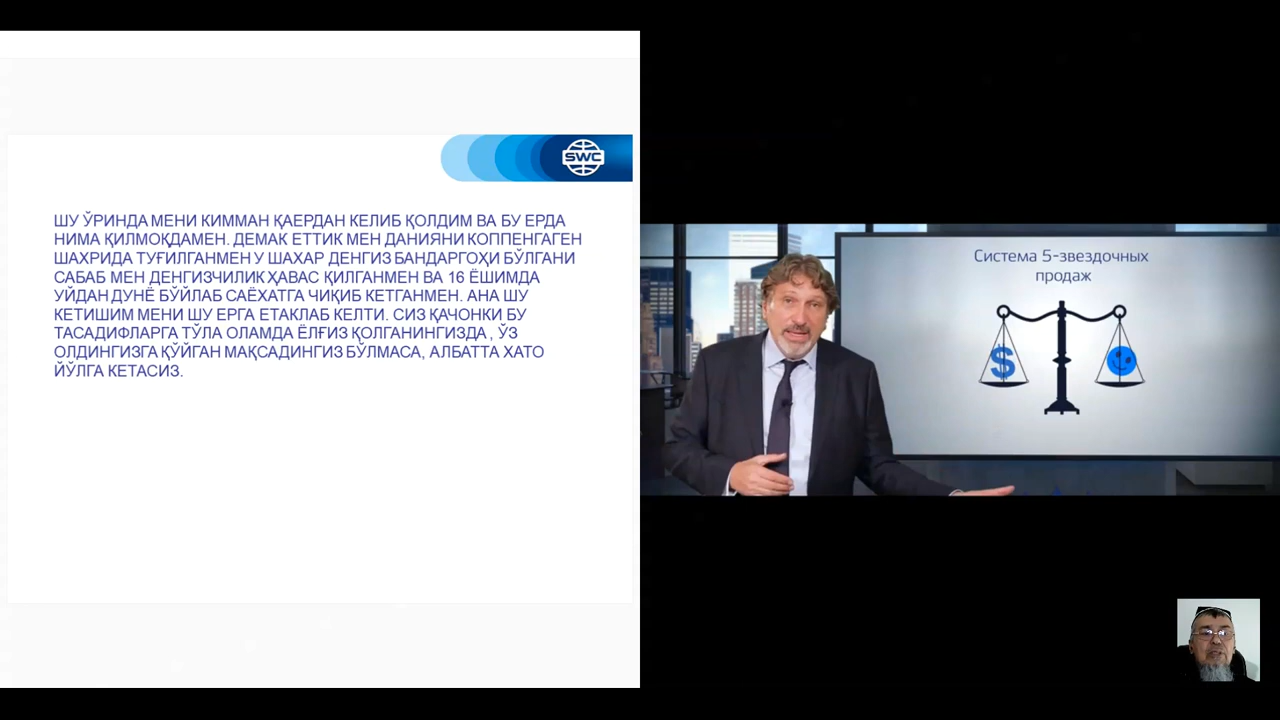 SWC
ШУ ЎРИНДА МЕНИ КИММАН ҚАЕРДАН КЕЛИБ ҚОЛДИМ ВА БУ ЕРДА
НИМА ҚИЛМОҚДАМЕН. ДЕМАК ЕТТИК МЕН ДАНИЯНИ КОППЕНГАГЕН
ШАХРИДА ТУҒИЛГАНМЕН У ШАХАР ДЕНГИЗ БАНДАРГОҲИ БЎЛГАНИ
САБАБ МЕН ДЕНГИЗЧИЛИК ҲАВАС ҚИЛГАНМЕН ВА 16 ЁШИМДА
УЙДАН ДУНЁ БЎЙЛАБ САЁХАТГА ЧИҚИБ КЕТГАНМЕН. АНА ШУ
КЕТИШИМ МЕНИ ШУ ЕРГА ЕТАКЛАБ КЕЛТИ. СИЗ ҚАЧОНКИ БУ
ТАСАДИФЛАРГА ТЎЛА ОЛАМДА ЁЛҒИЗ ҚОЛГАНИНГИЗДА , ЎЗ
ОЛДИНГИЗГА ҚЎЙГАН МАҚСАДИНГИЗ БЎЛМАСА, АЛБАТТА ХАТО
ЙЎЛГА КЕТАСИЗ.
Система 5-звездочных
продаж
$